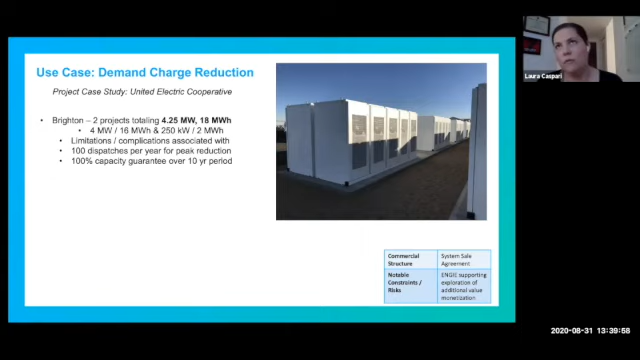 Use Case: Demand Charge Reduction
Project Case Study: United Electric Cooperative
• Brighton – 2 projects totaling 4.25 MW, 18 MWh
• 4 MW / 16 MWh & 250 kW / 2 MWh
• Limitations / complications associated with
• 100 dispatches per year for peak reduction
• 100% capacity guarantee over 10 yr period
Commercial
Structure
System Sale
Agreement
Notable
Constraints /
Risks
ENGIE supporting
exploration of
additional value
monetization
Laura Caspari
2020-08-31 13:39:58